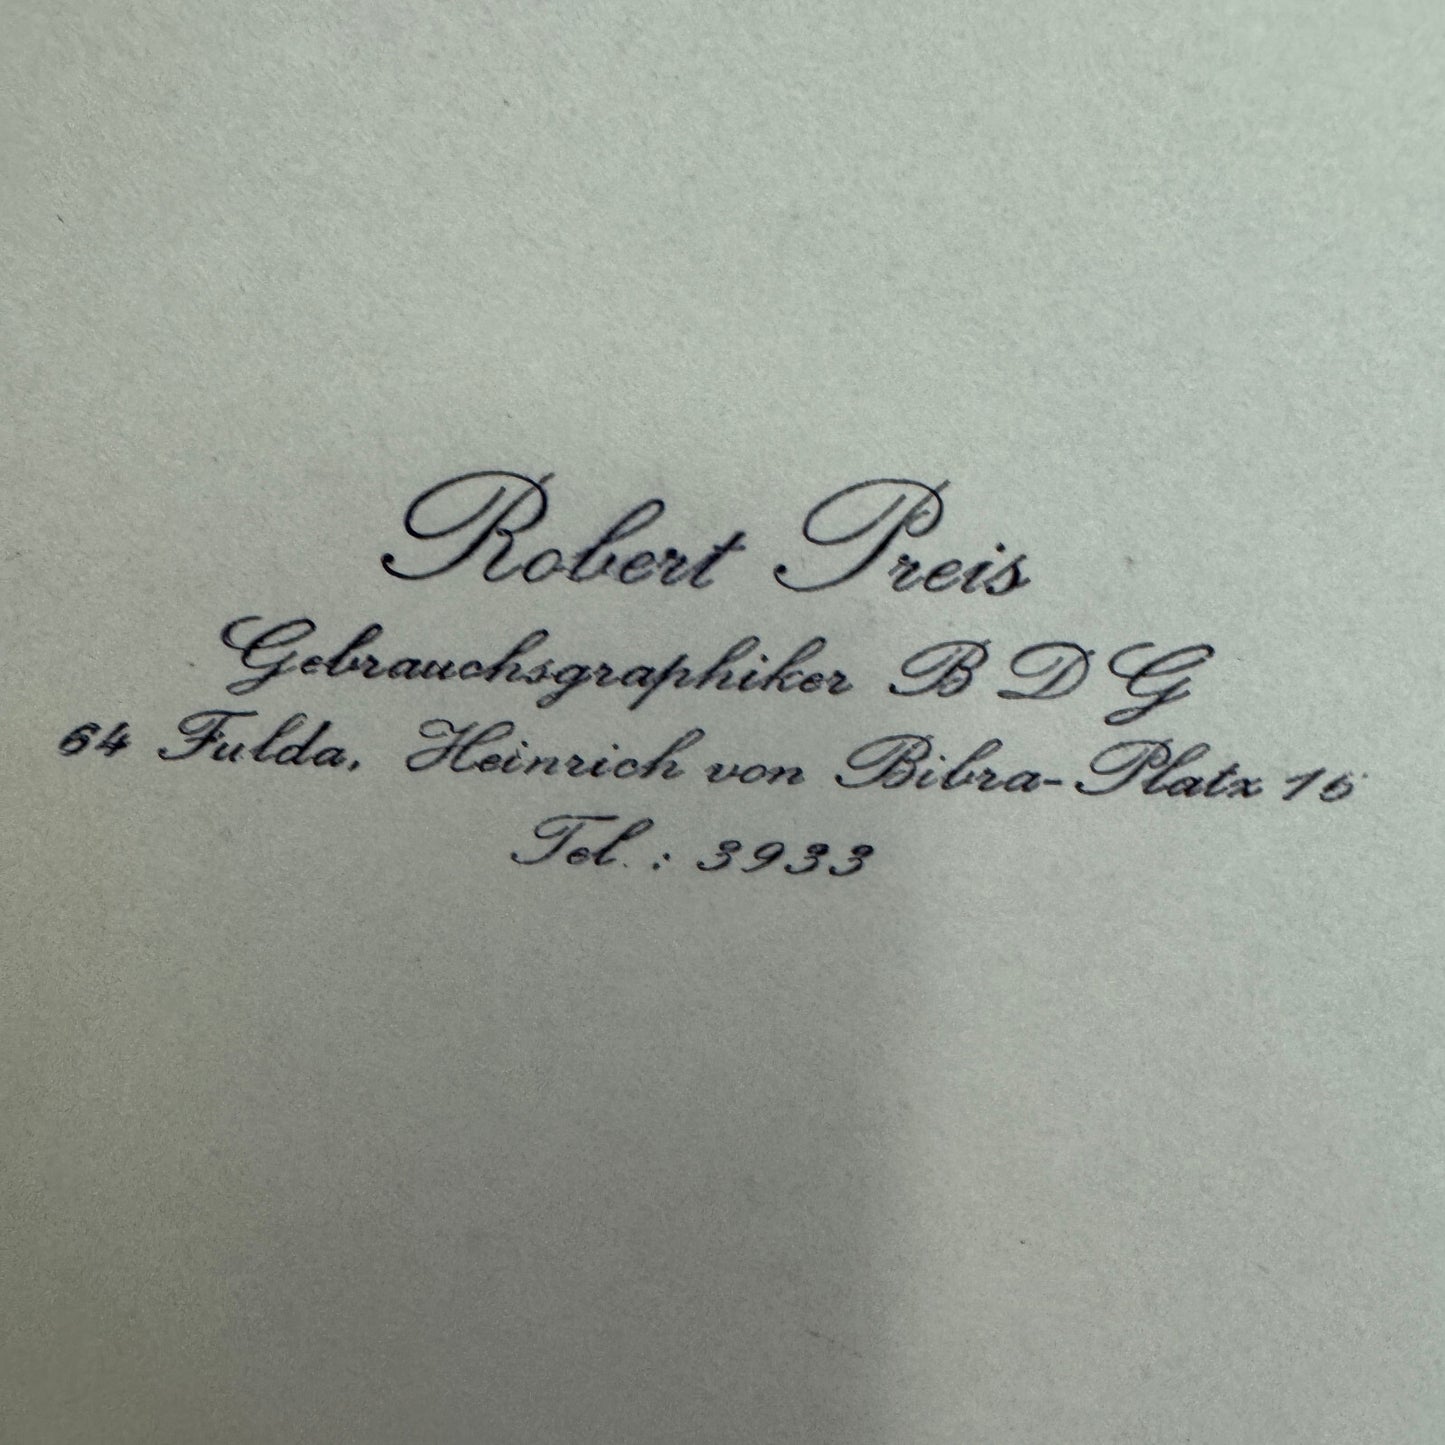 Robert Preis
Gebrauchsgraphiker BDG
64 Fulda, Heinrich von Bibra-Platz 16
Tel.: 3933